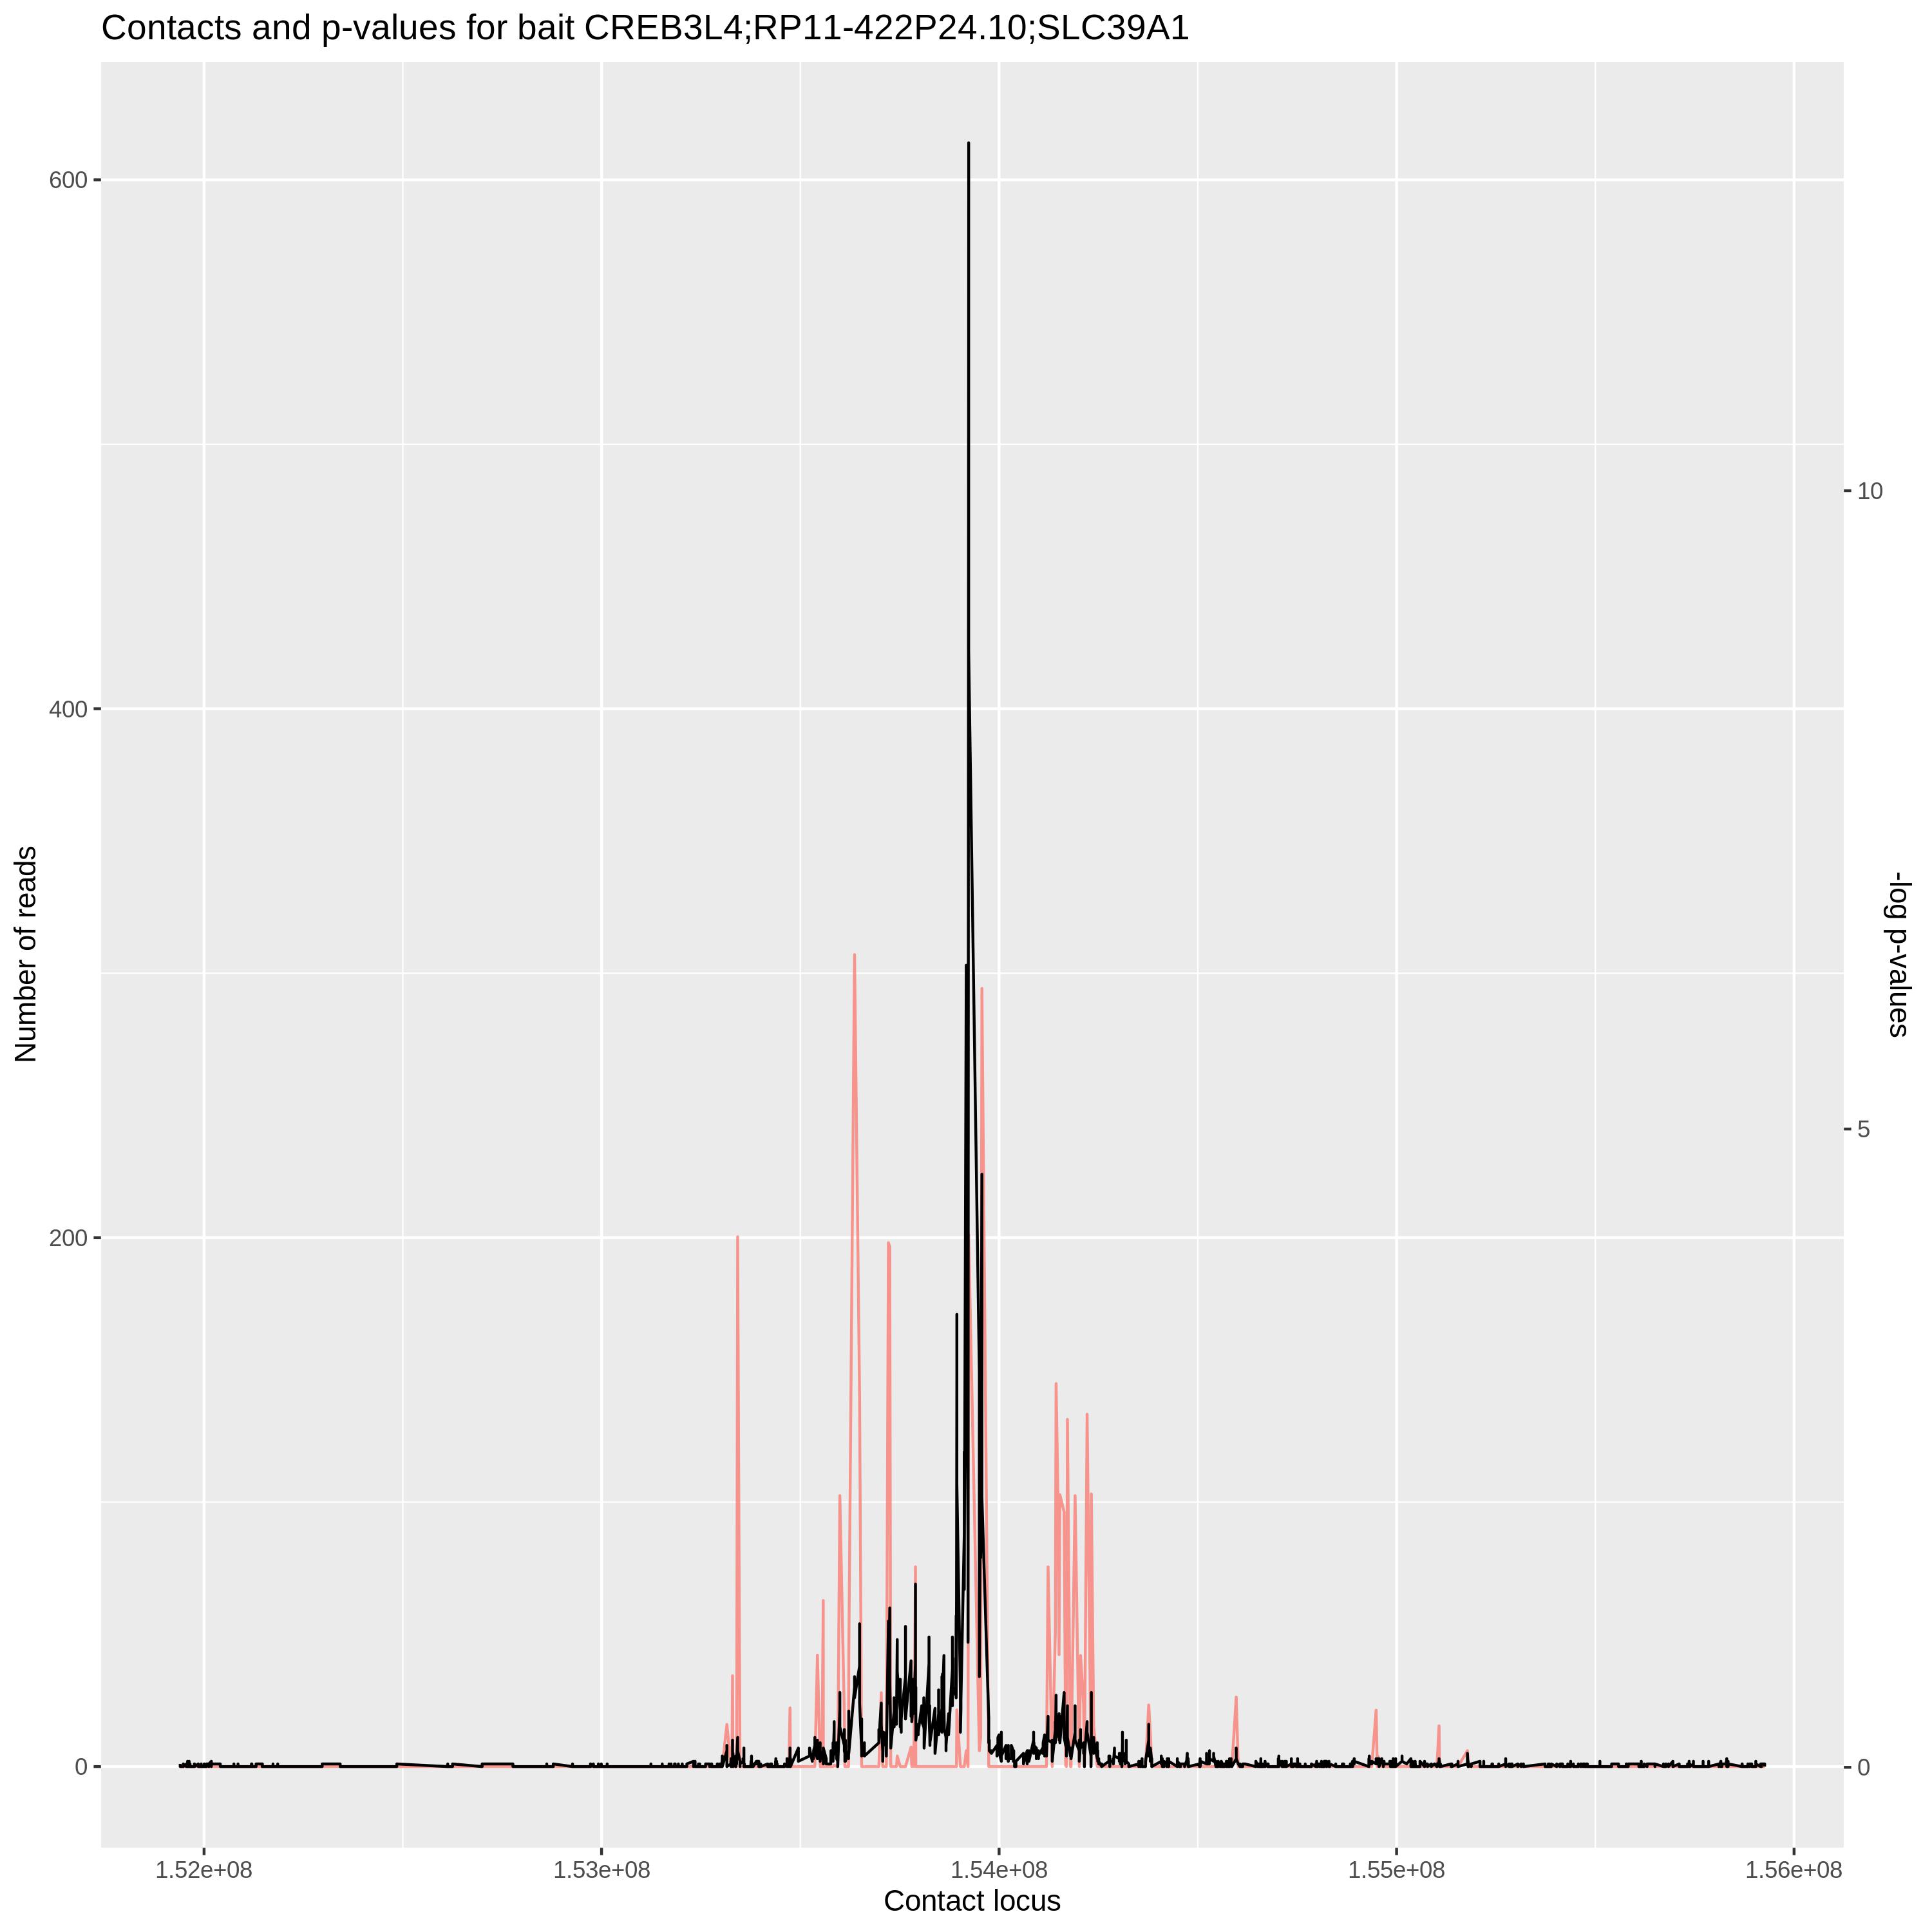 Contacts and p-values for bait CREB3L4;RP11-422P24.10;SLC39A1
600
400
200
0
Number of reads
10
5
0
-log p-values
1.52e+08 1.53e+08 1.54e+08 1.55e+08 1.56e+08
Contact locus